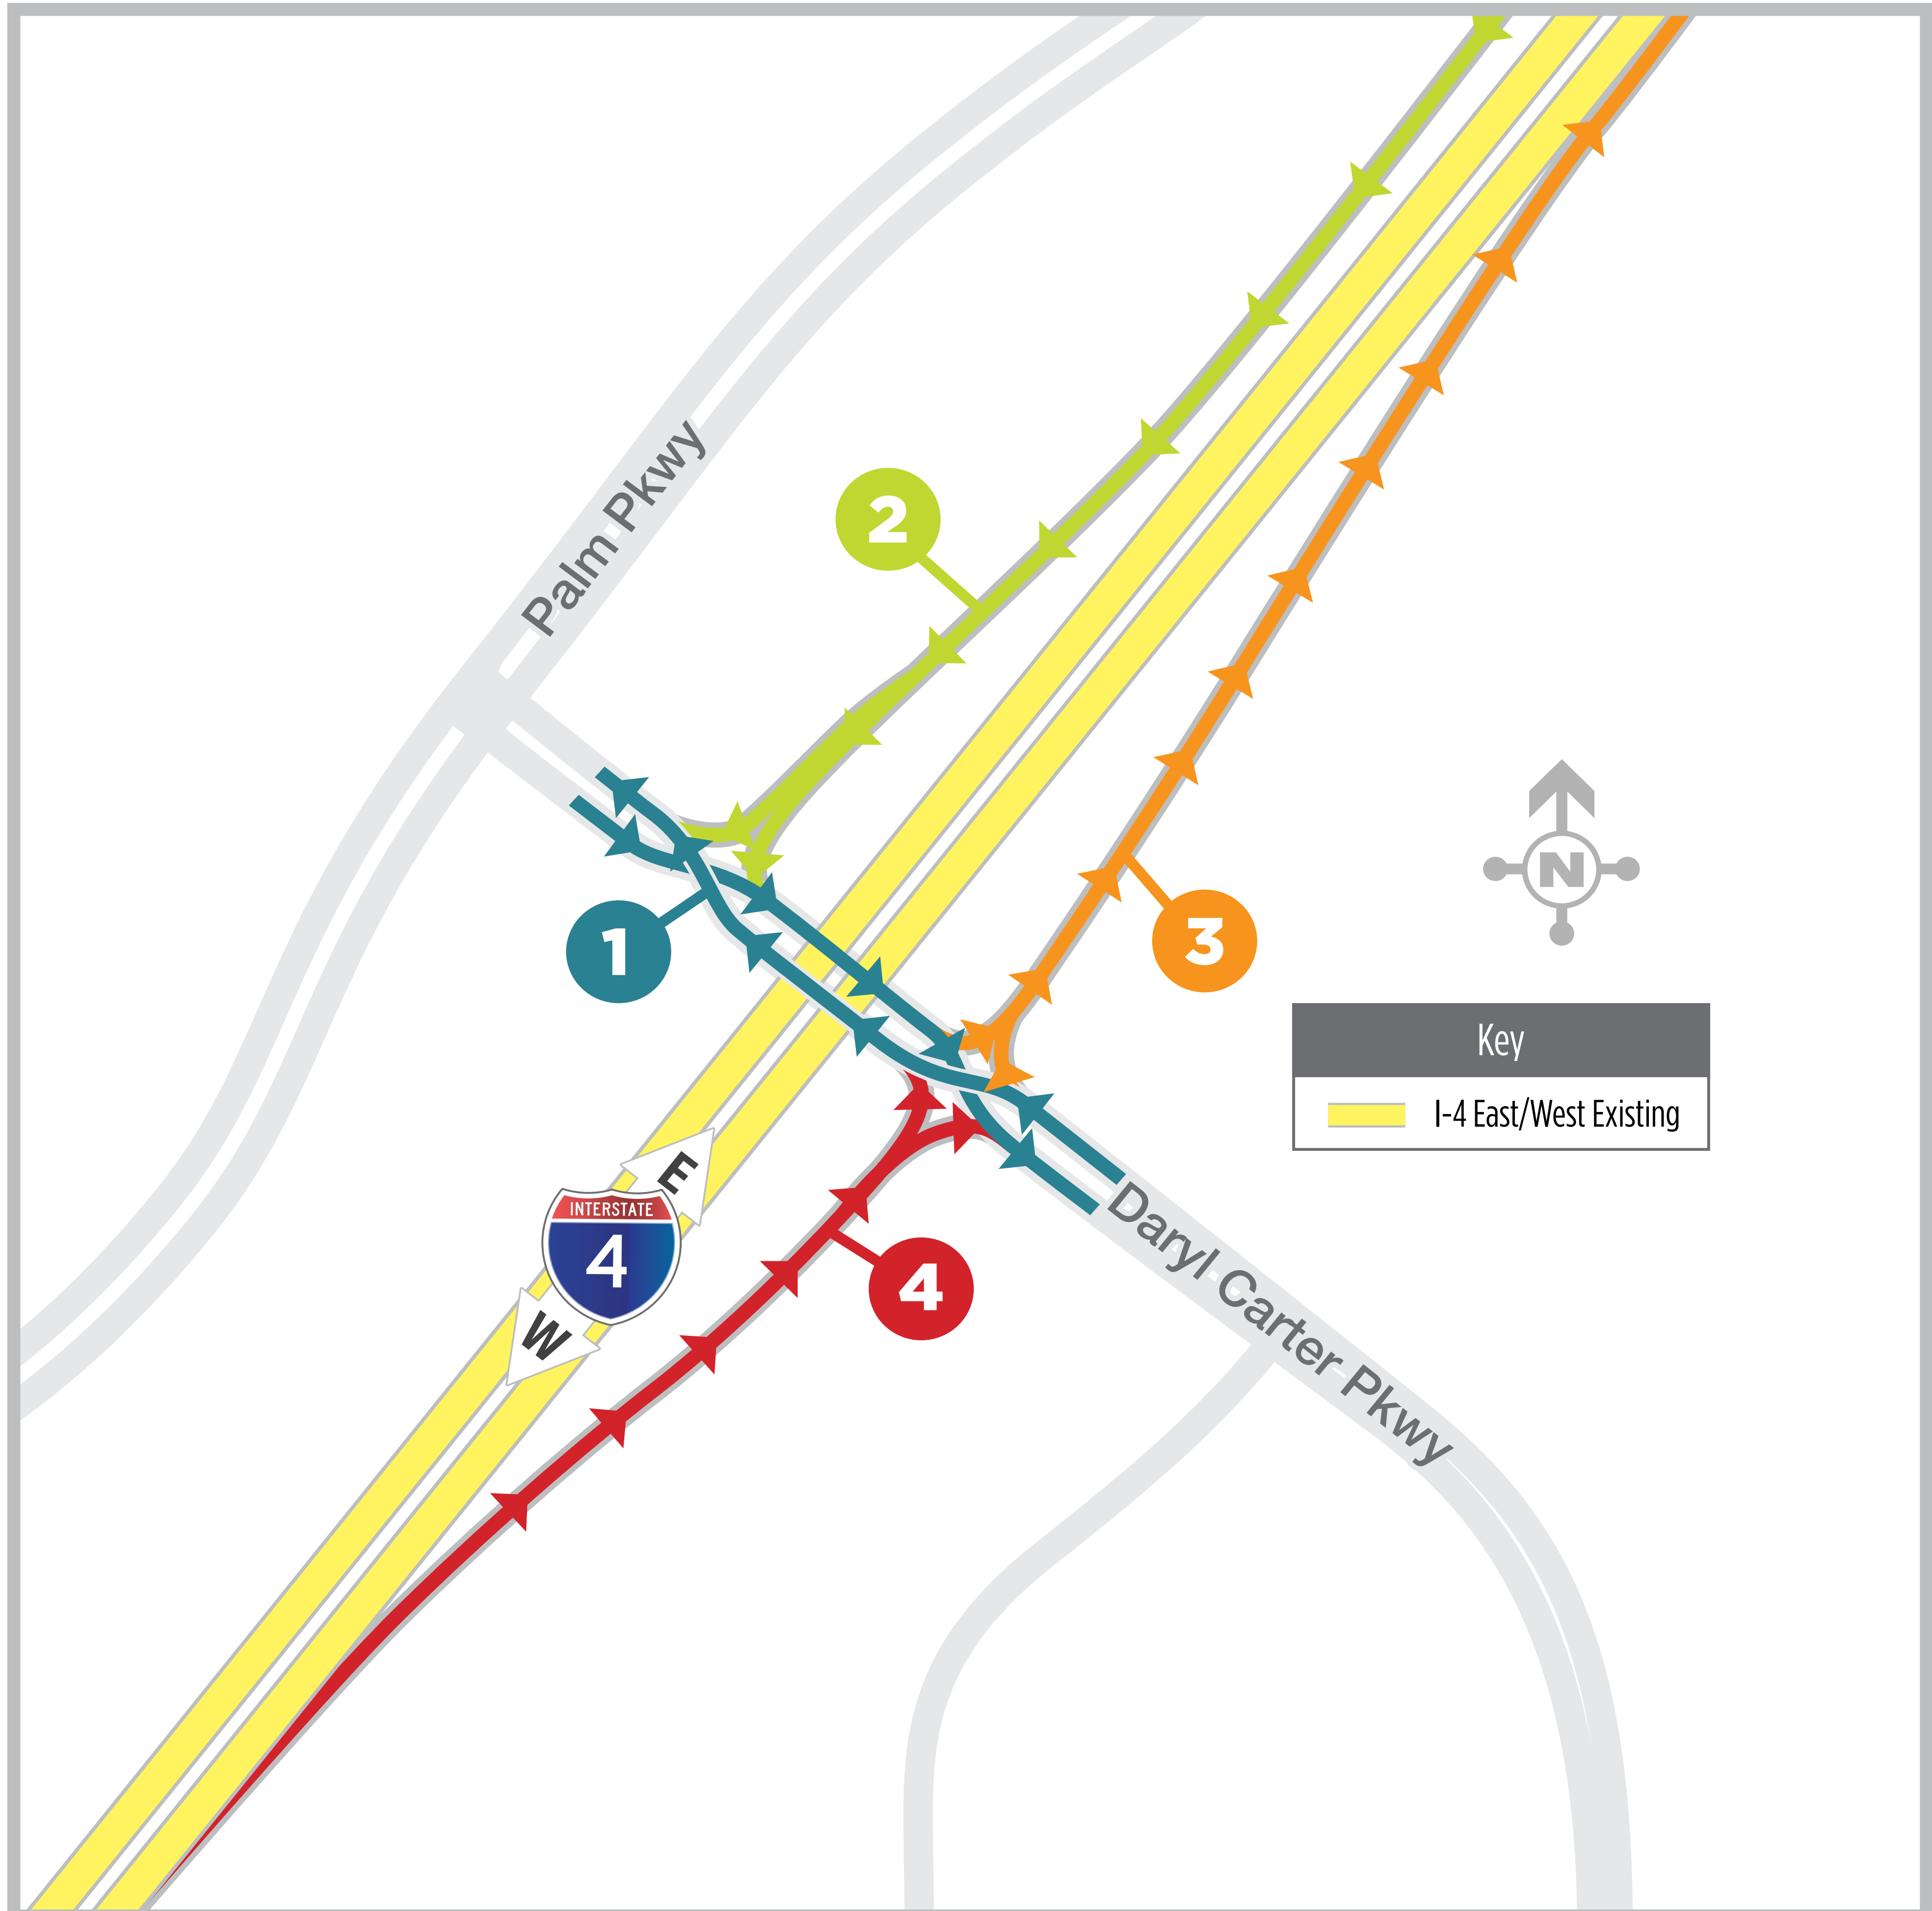 Palm Pkwy
2
1
3
N
Key
I-4 East/West Existing
E
INTERSTATE
4
W
4
Daryl Carter Pkwy